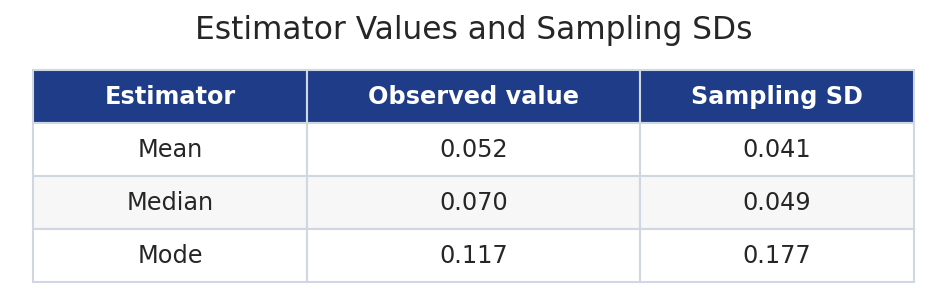 Estimator Values and Sampling SDs
Estimator Observed value Sampling SD
Mean 0.052 0.041
Median 0.070 0.049
Mode 0.117 0.177